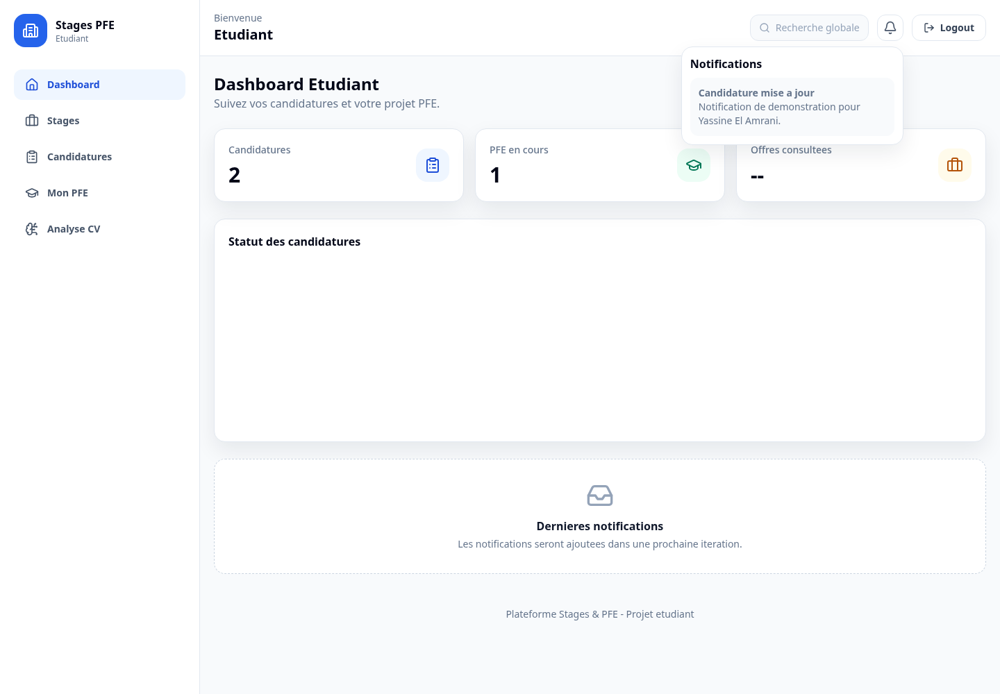 Stages PFE
Etudiant
Dashboard
Stages
Candidatures
Mon PFE
Analyse CV
Bienvenue
Etudiant
Recherche globale
Logout
Notifications
Candidature mise a jour
Notification de demonstration pour
Yassine El Amrani.
Dashboard Etudiant
Suivez vos candidatures et votre projet PFE.
Candidatures
2
PFE en cours
1
Offres consultees
--
Statut des candidatures
Dernieres notifications
Les notifications seront ajoutees dans une prochaine iteration.
Plateforme Stages & PFE - Projet etudiant